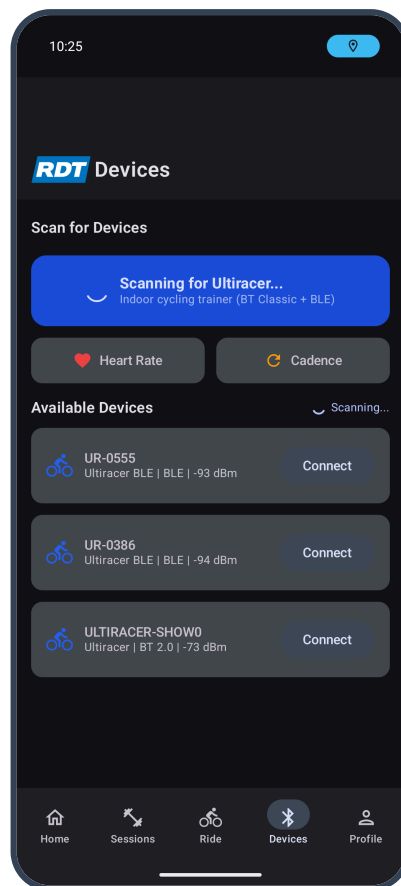 10:25
RDT Devices
Scan for Devices
Scanning for Ultiracer...
Indoor cycling trainer (BT Classic + BLE)
Heart Rate
Cadence
Available Devices
Scanning...
UR-0555
Ultiracer BLE | BLE | -93 dBm
Connect
UR-0386
Ultiracer BLE | BLE | -94 dBm
Connect
ULTIRACER-SHOW0
Ultiracer | BT 2.0 | -73 dBm
Connect
Home
Sessions
Ride
Devices
Profile